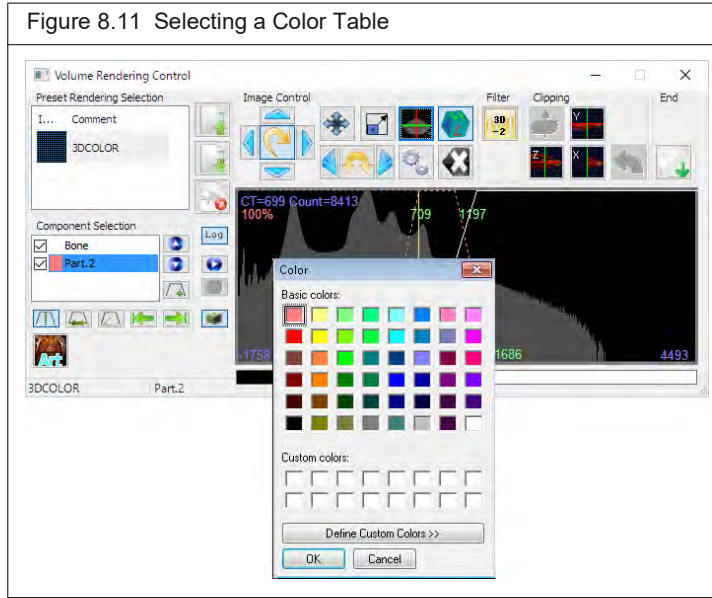 Figure 8.11 Selecting a Color Table
Volume Rendering Control
Preset Rendering Selection
Image Control
Filter
Clipping
End
I... Comment
3DCOLOR
3D
-2
Y
Z
X
CT=699 Count=8413
100%
709
1197
Component Selection
Bone
Part.2
Log
Color
Basic colors:
-1758
1686
4493
Art
3DCOLOR
Part.2
Custom colors:
Define Custom Colors >>
OK
Cancel